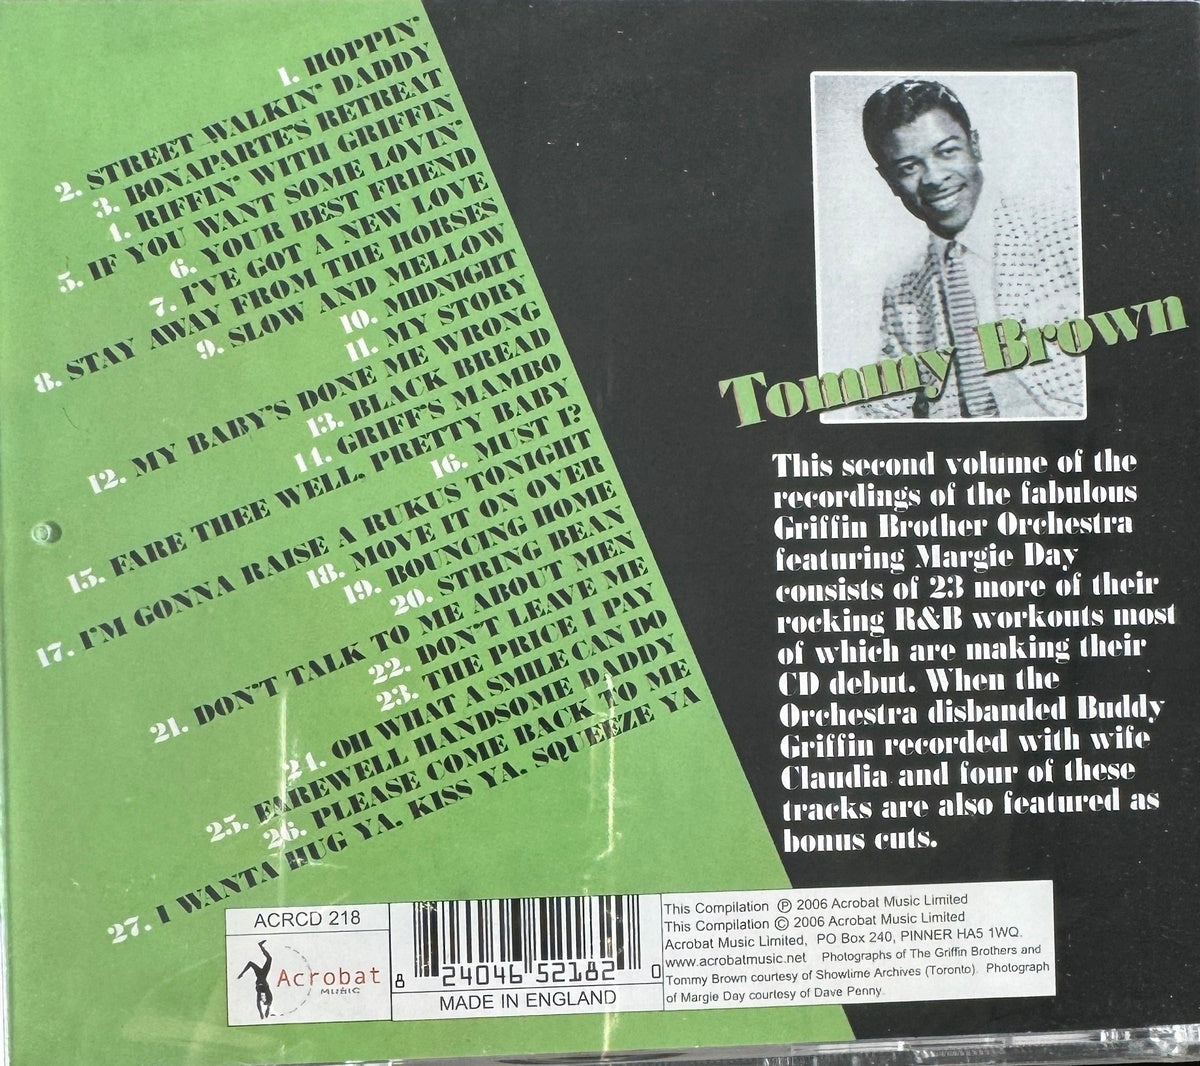 1. HOPPIN'
2. STREET WALKIN' DADDY
3. BONAPARTE'S RETREAT
4. RIFFIN' WITH GRIFFIN
5. IF YOU WANT SOME LOVIN'
6. YOUR BEST FRIEND
7. I'VE GOT A NEW LOVE
8. STAY AWAY FROM THE HORSES
9. SLOW AND MELLOW
10. MIDNIGHT
11. MY STORY
12. MY BABY'S DONE ME WRONG
13. BLACK BREAD
14. GRIFF'S MAMBO
15. FARE THEE WELL, PRETTY BABY
16. MUST I?
17. I'M GONNA RAISE A RUKUS TONIGHT
18. MOVE IT ON OVER
19. BOUNCING HOME
20. STRING BEAN
21. DON'T TALK TO ME ABOUT MEN
22. DON'T LEAVE ME
23. THE PRICE I PAY
24. OH WHAT A SMILE CAN DO
25. FAREWELL HANDSOME DADDY
26. PLEASE COME BACK TO ME
27. I WANTA HUG YA, KISS YA, SQUEEZE YA
Tommy Brown
This second volume of the
recordings of the fabulous
Griffin Brother Orchestra
featuring Margie Day
consists of 23 more of their
rocking R&B workouts most
of which are making their
CD debut. When the
Orchestra disbanded Buddy
Griffin recorded with wife
Claudia and four of these
tracks are also featured as
bonus cuts.
ACRCD 218
Acrobat
MUSIC
8 24046 52182 0
MADE IN ENGLAND
This Compilation Ⓟ 2006 Acrobat Music Limited
This Compilation © 2006 Acrobat Music Limited
Acrobat Music Limited, PO Box 240, PINNER HA5 1WQ.
www.acrobatmusic.net Photographs of The Griffin Brothers and
Tommy Brown courtesy of Showtime Archives (Toronto). Photograph
of Margie Day courtesy of Dave Penny.